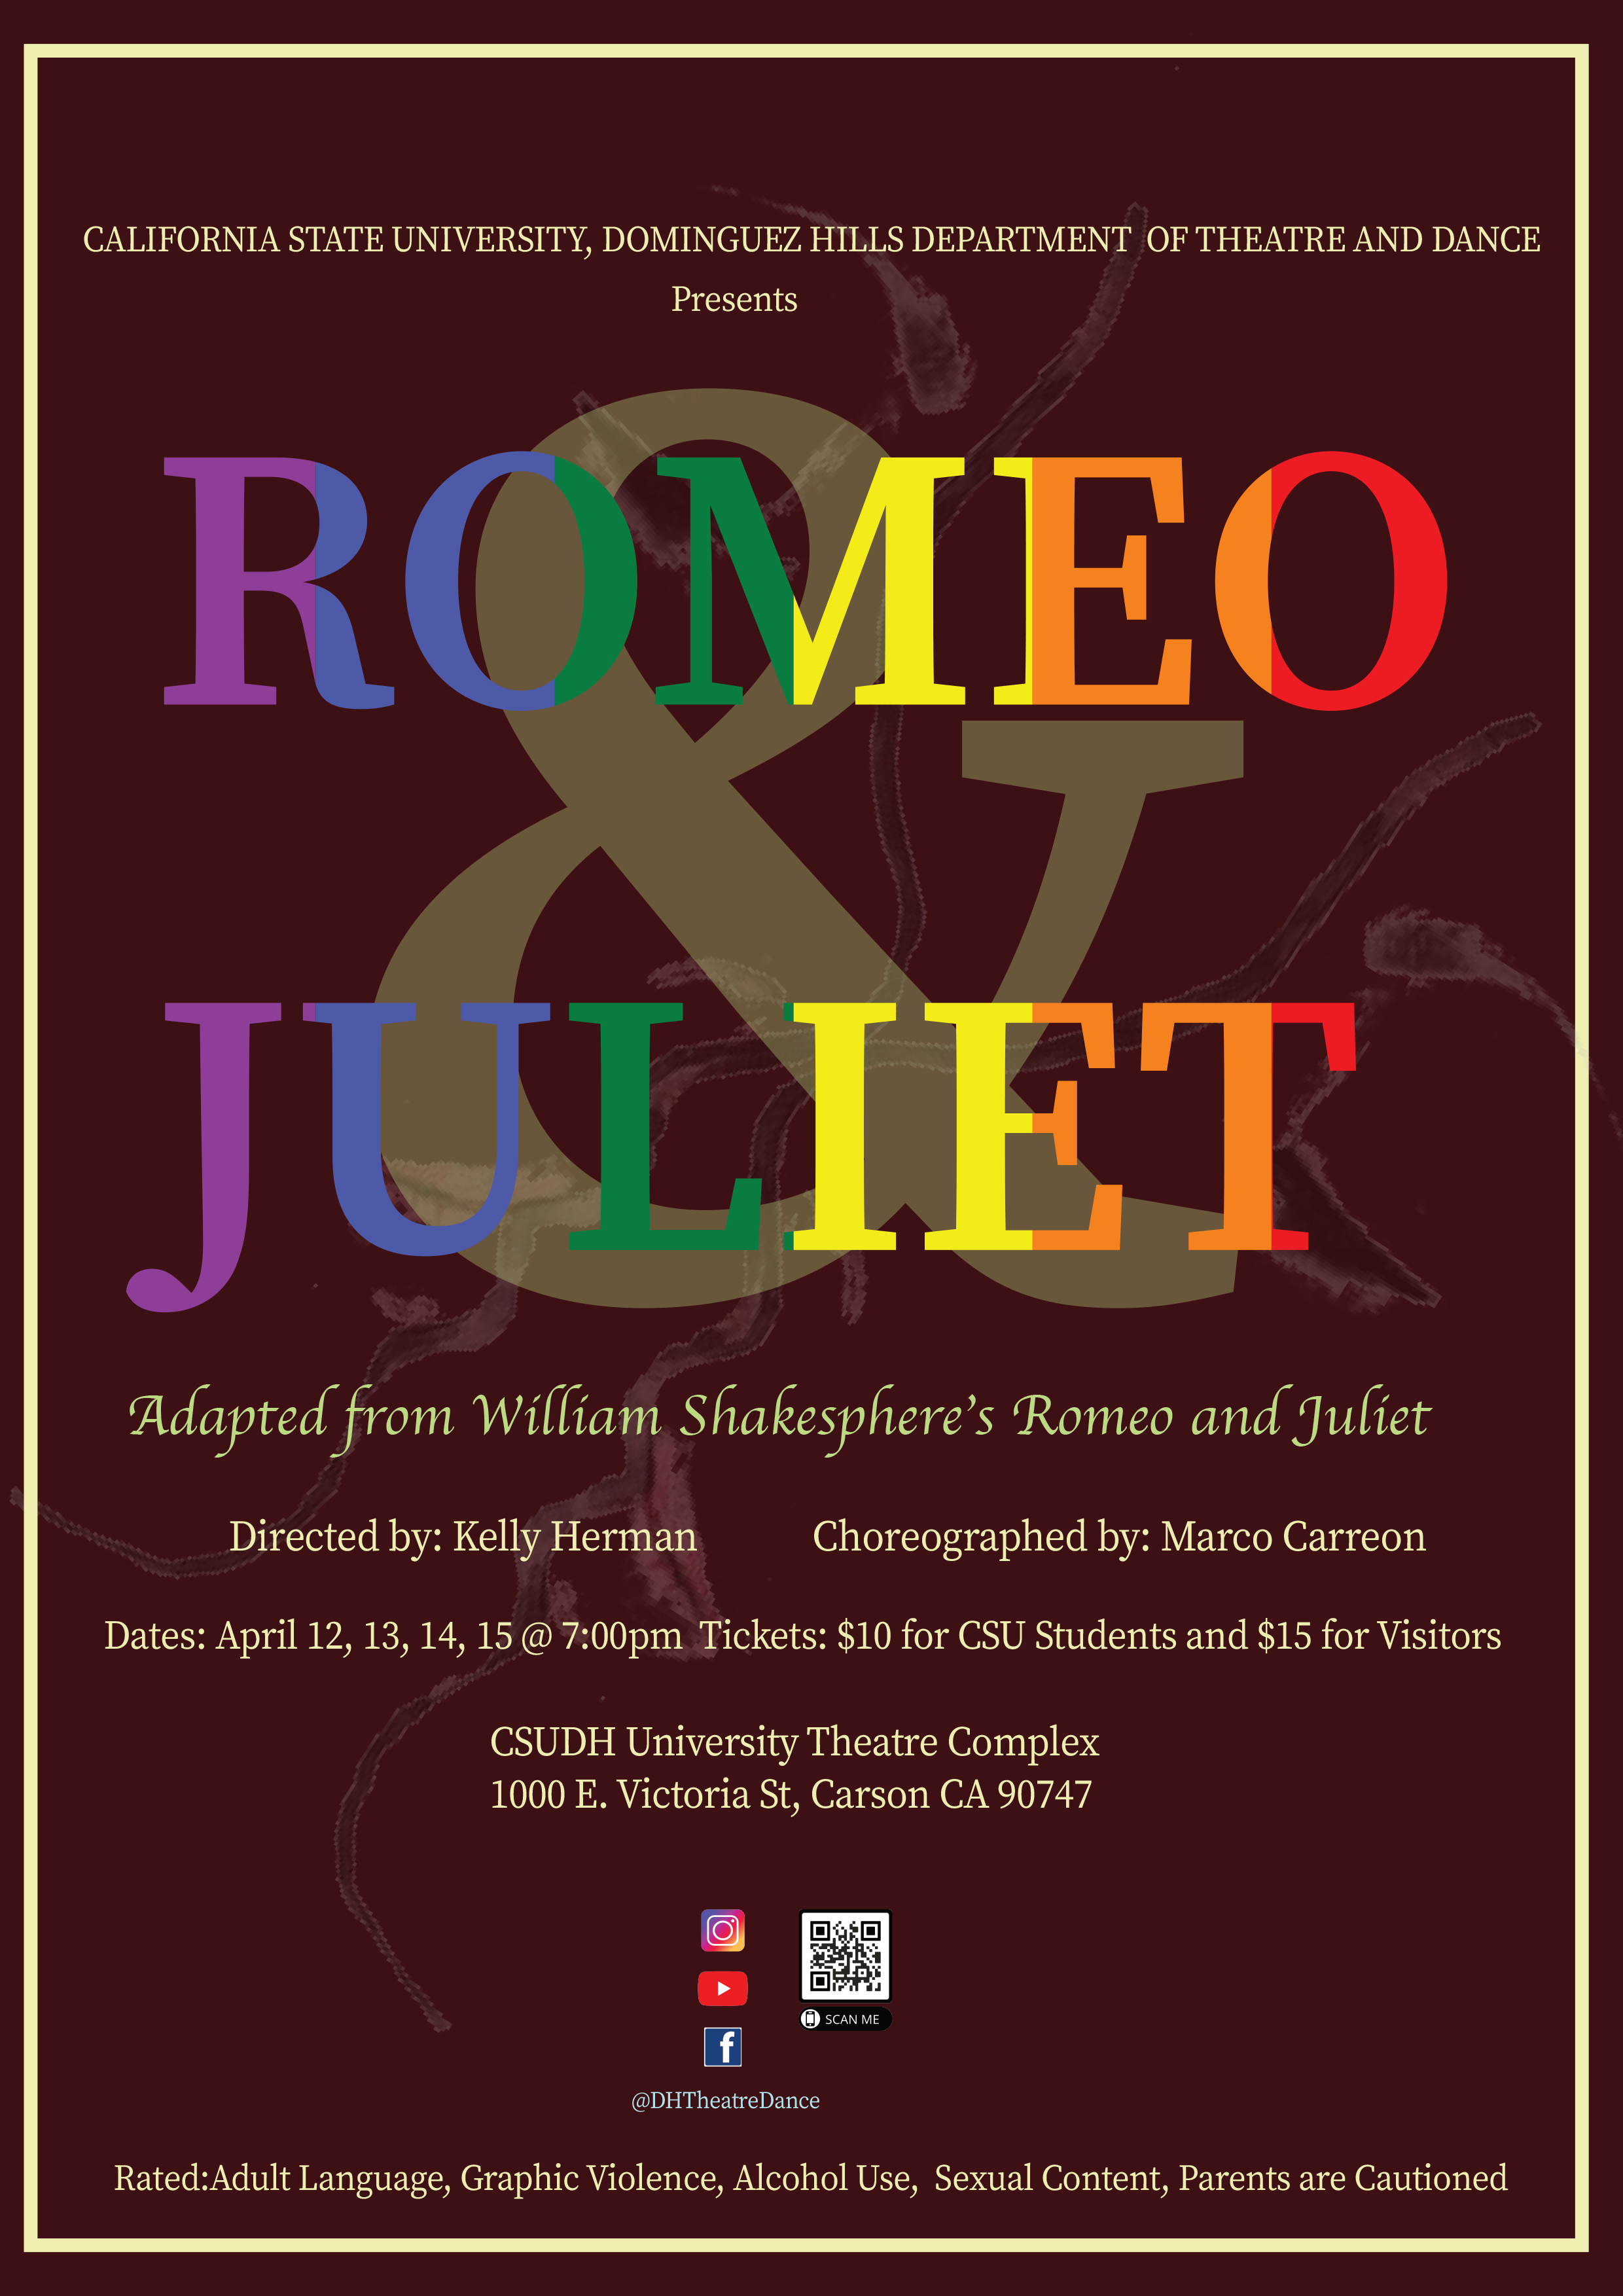 CALIFORNIA STATE UNIVERSITY, DOMINGUEZ HILLS DEPARTMENT OF THEATRE AND DANCE
Presents
ROMEO
&
JULIET
Adapted from William Shakesphere's Romeo and Juliet
Directed by: Kelly Herman Choreographed by: Marco Carreon
Dates: April 12, 13, 14, 15 @ 7:00pm Tickets: $10 for CSU Students and $15 for Visitors
CSUDH University Theatre Complex
1000 E. Victoria St, Carson CA 90747
SCAN ME
@DHTheatreDance
Rated:Adult Language, Graphic Violence, Alcohol Use, Sexual Content, Parents are Cautioned